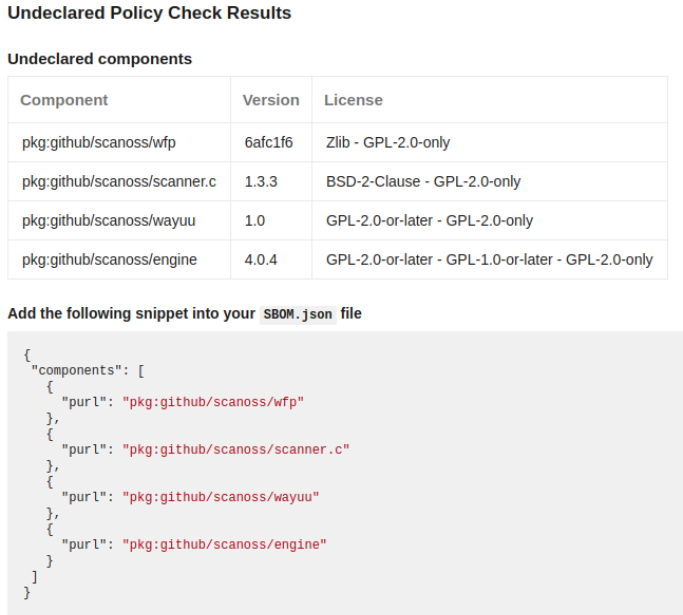 Undeclared Policy Check Results
Undeclared components
Component Version License
pkg:github/scanoss/wfp 6afc1f6 Zlib - GPL-2.0-only
pkg:github/scanoss/scanner.c 1.3.3 BSD-2-Clause - GPL-2.0-only
pkg:github/scanoss/wayuu 1.0 GPL-2.0-or-later - GPL-2.0-only
pkg:github/scanoss/engine 4.0.4 GPL-2.0-or-later - GPL-1.0-or-later - GPL-2.0-only
Add the following snippet into your SBOM.json file
{
"components": [
{
"purl": "pkg:github/scanoss/wfp"
},
{
"purl": "pkg:github/scanoss/scanner.c"
},
{
"purl": "pkg:github/scanoss/wayuu"
},
{
"purl": "pkg:github/scanoss/engine"
}
]
}